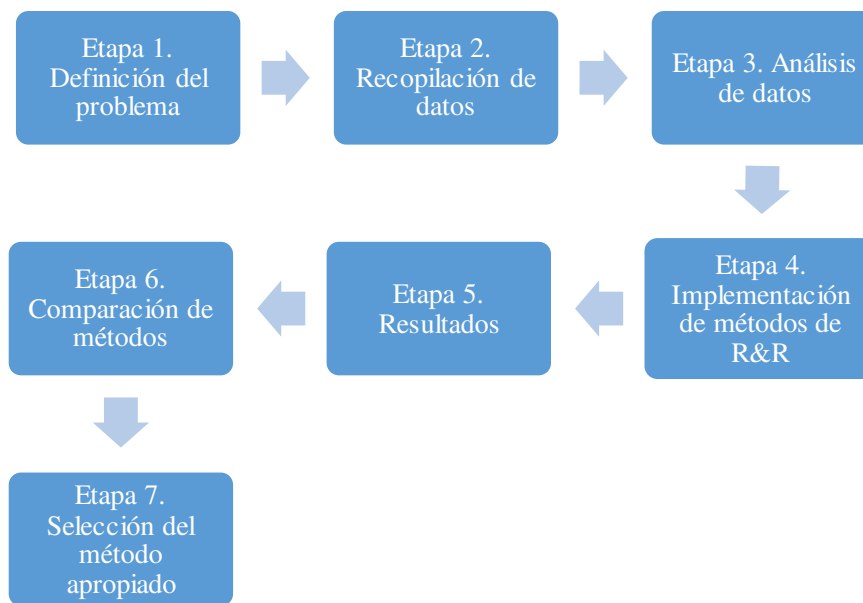 Etapa 1.
Definición del
problema
Etapa 2.
Recopilación de
datos
Etapa 3. Análisis
de datos
Etapa 4.
Implementación
de métodos de
R&R
Etapa 5.
Resultados
Etapa 6.
Comparación de
métodos
Etapa 7.
Selección del
método
apropiado